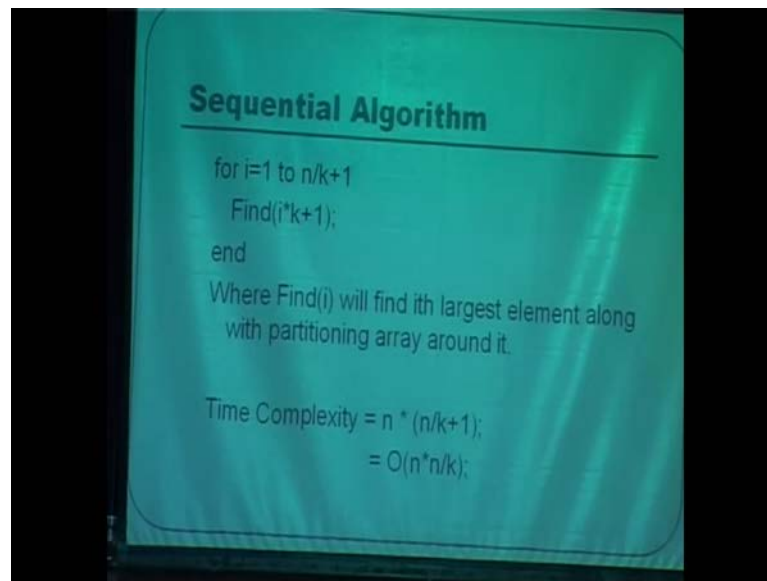 Sequential Algorithm
for i=1 to n/k+1
Find(i*k+1);
end
Where Find(i) will find ith largest element along
with partitioning array around it.
Time Complexity = n * (n/k+1);
= O(n*n/k);